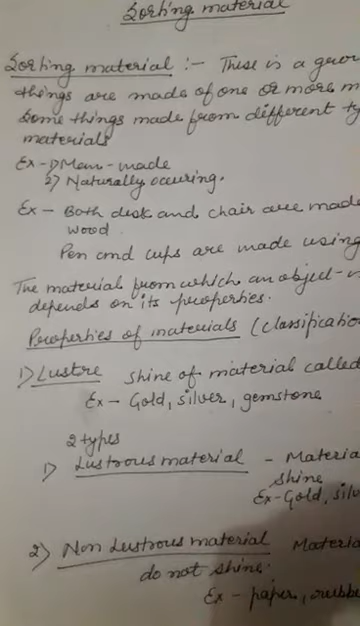 Sorting material
Sorting material :- These is a
things are made of one or more
Some things made from different
materials
Ex - 1) Man-made
2) Naturally occuring.
Ex - Both desk and chair are made
wood.
Pen and cups are made using
The material from which an object
depends on its properties.
Properties of materials (classificatio
1) Lustre Shine of material called
Ex - Gold, silver, gemstone
2 types
1) Lustrous material - Materia
shine
Ex - Gold, silv
2) Non Lustrous material Materia
do not shine.
Ex - paper, rubbe